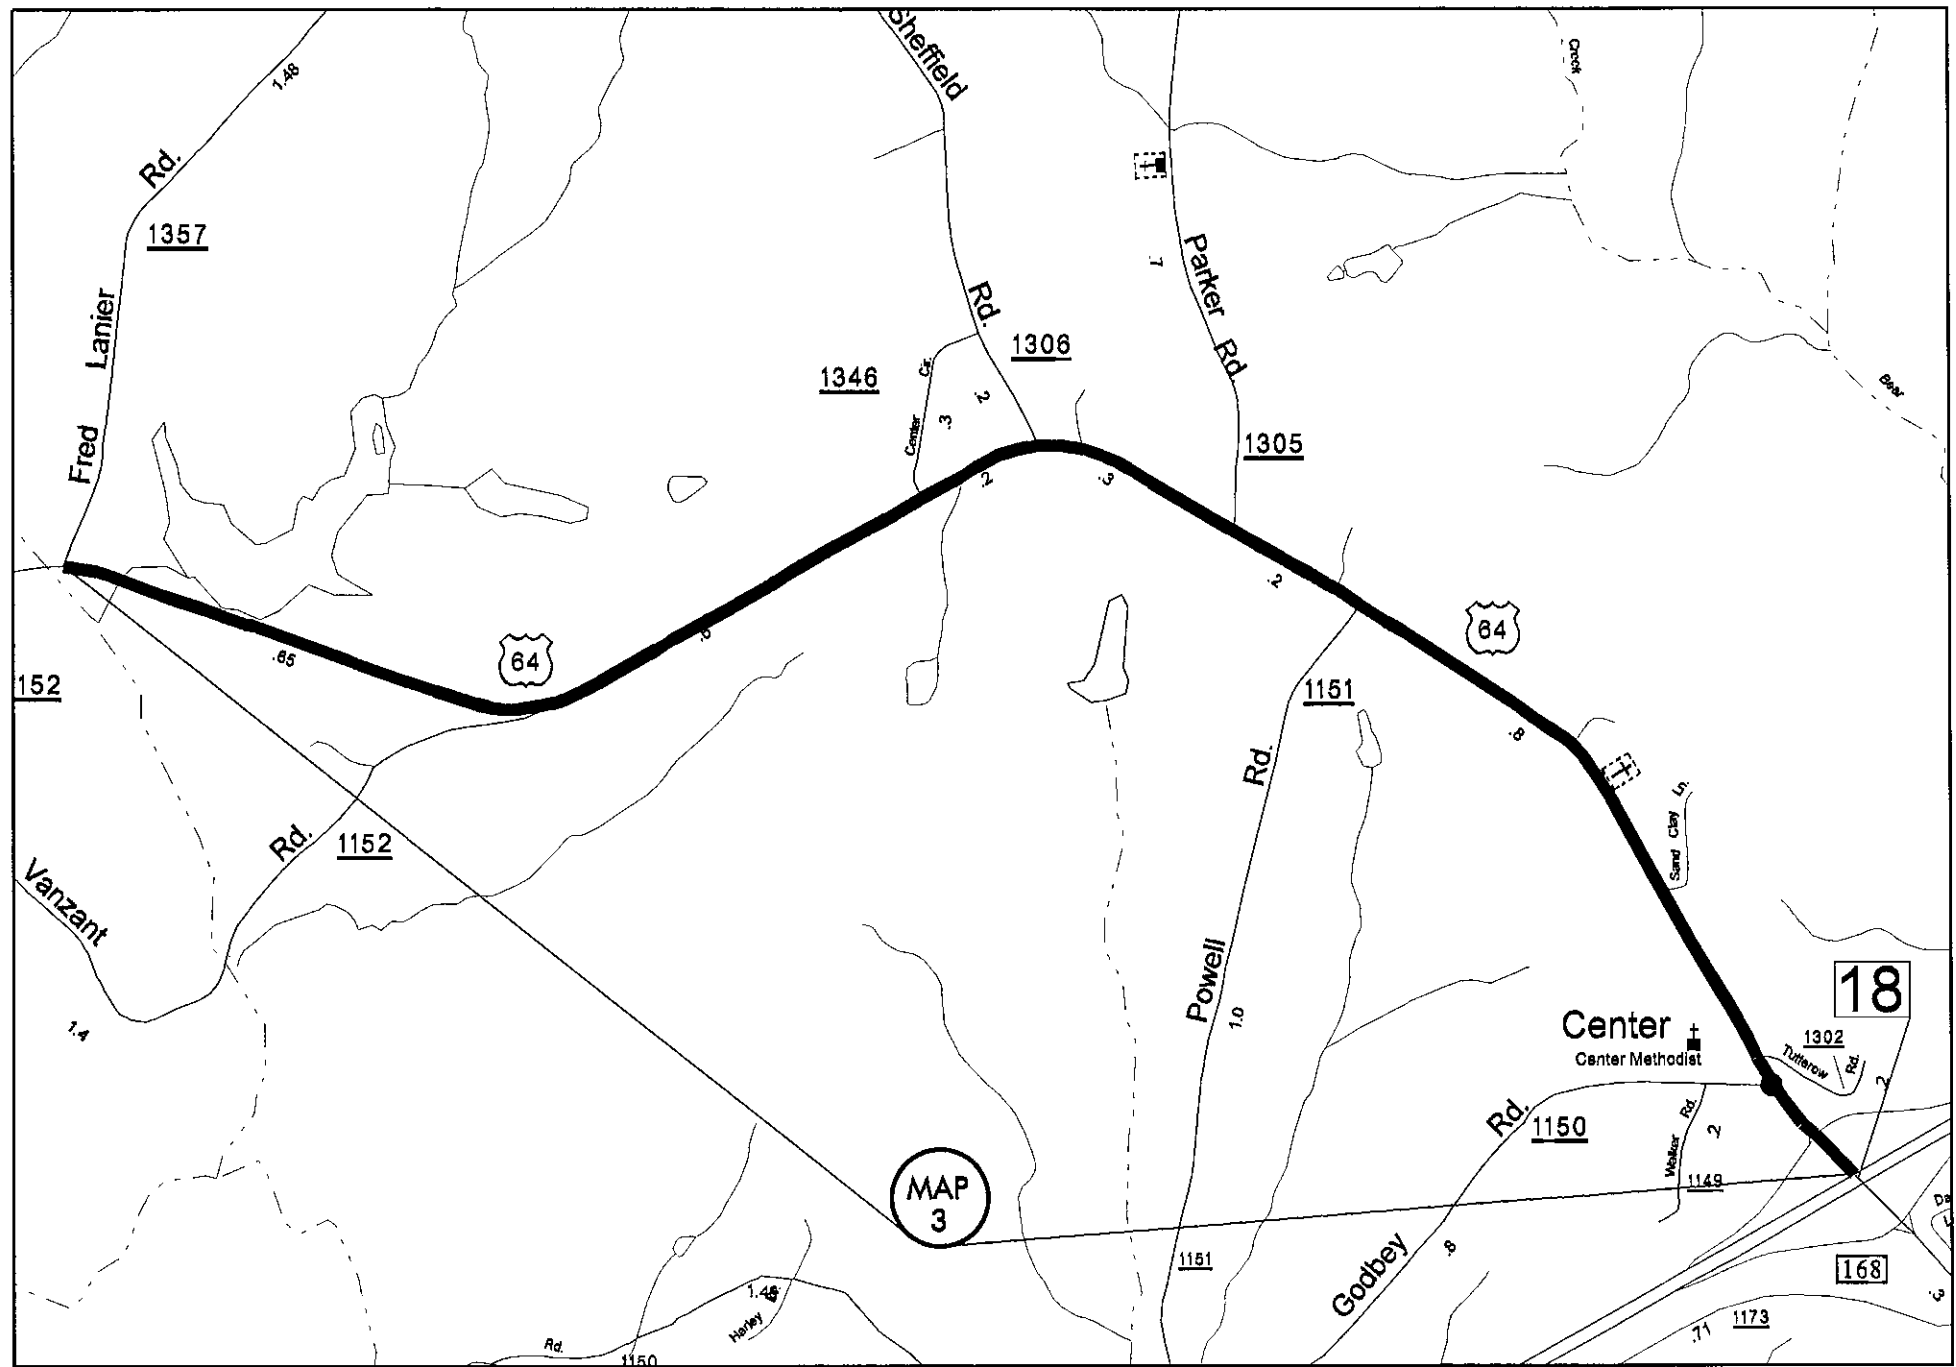 Sheffield
Rd.
1306
.2
Creek
1.48
Rd.
1357
Fred Lanier
Parker Rd.
.7
1305
1346
Center Cir.
.3
Bear
.2
.3
.2
64
64
.65
.8
152
1151
Rd.
Powell
1.0
1151
Sand Clay Ln.
Vanzant
Rd.
1152
1.4
18
Center
Center Methodist
1302
Tutterow Rd.
.2
Rd.
1150
Godbey
.8
Walker Rd.
.2
1149
MAP
3
168
.3
1173
.71
Harley
Rd.
1150